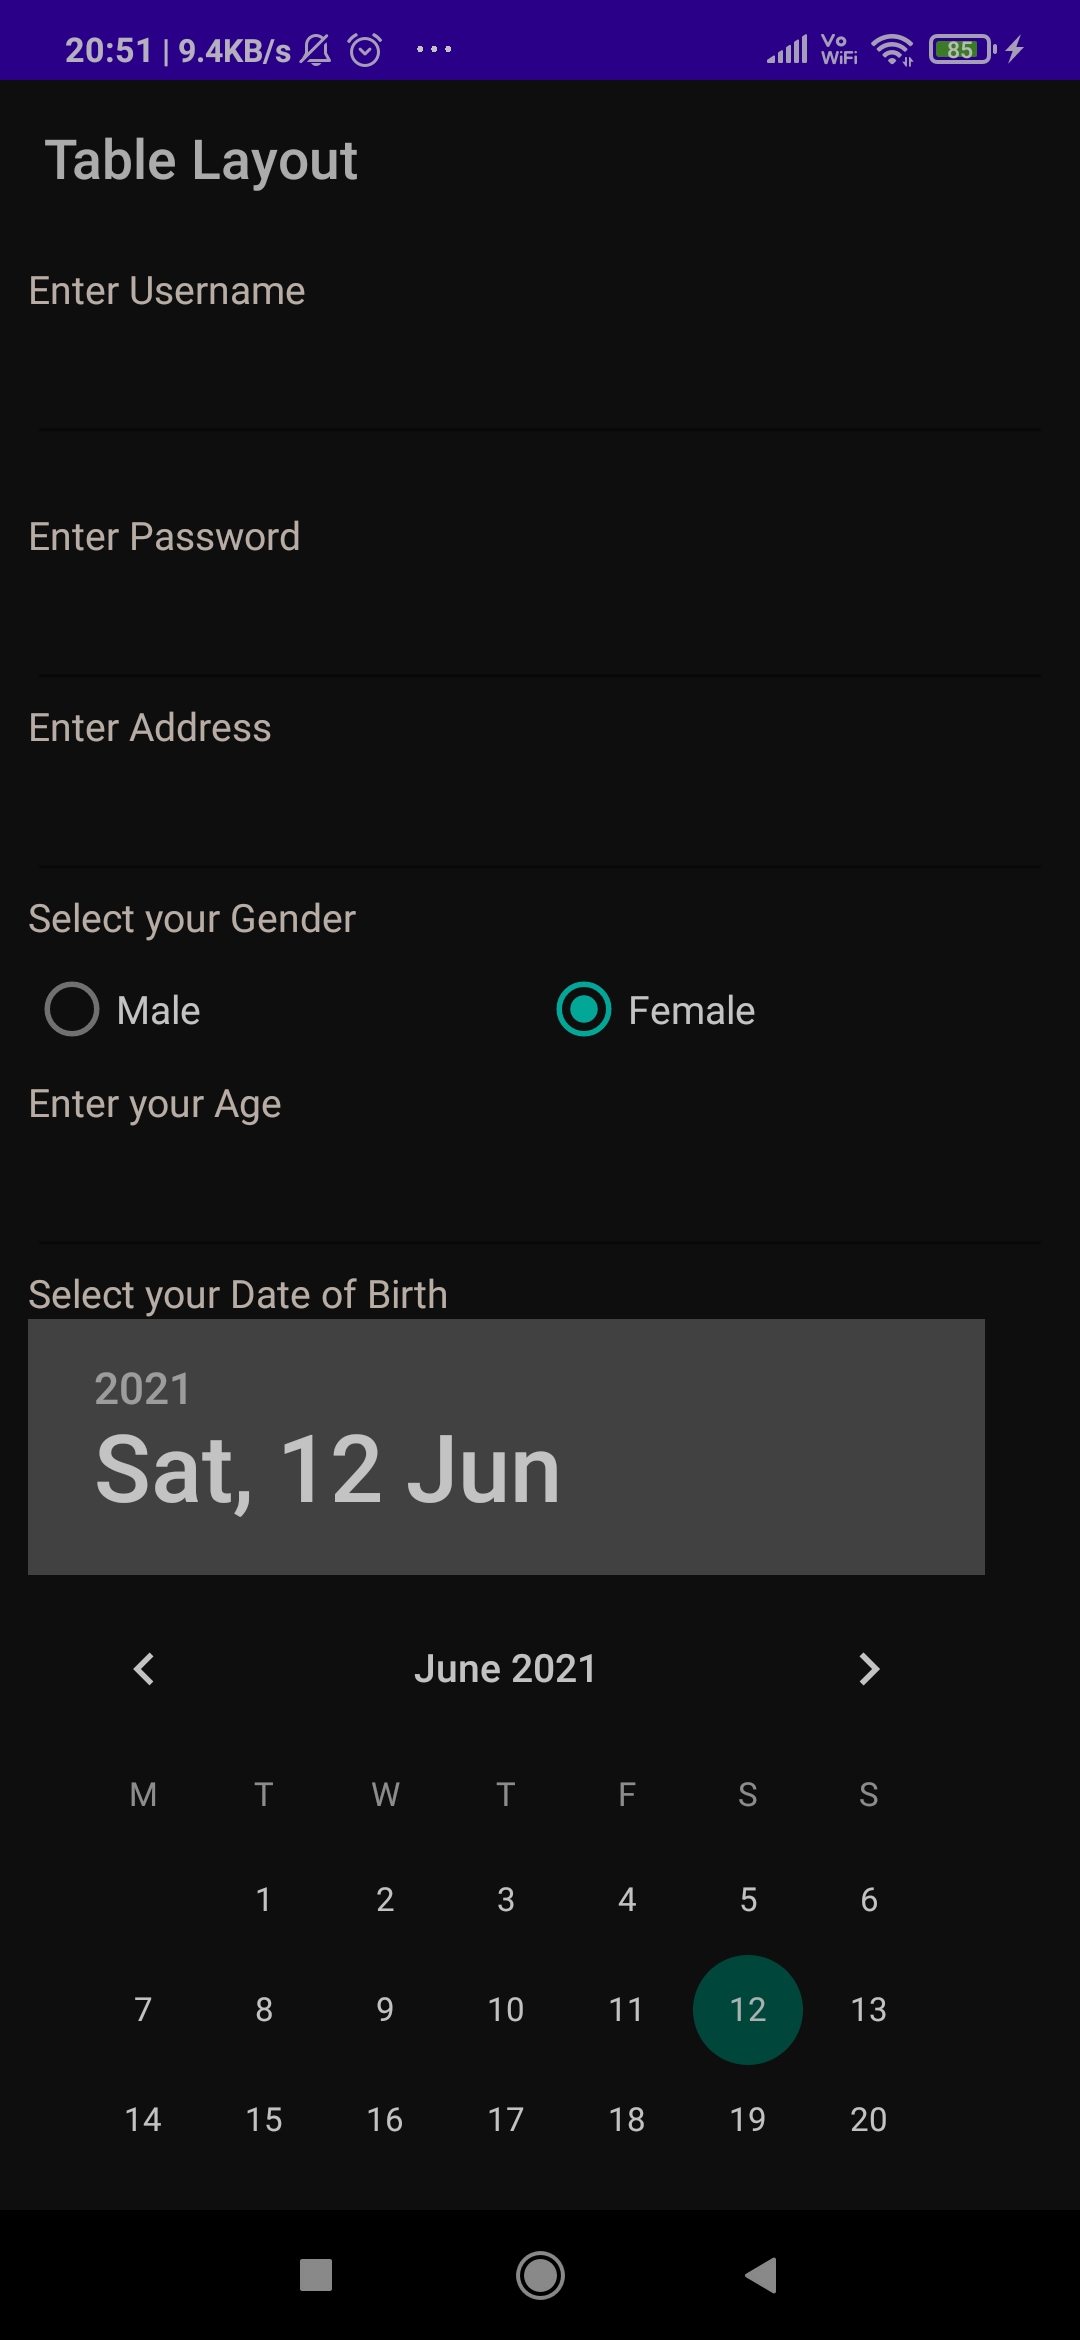 20:51 | 9.4KB/s ... Vo WiFi 85
Table Layout
Enter Username
Enter Password
Enter Address
Select your Gender
Male Female
Enter your Age
Select your Date of Birth
2021
Sat, 12 Jun
June 2021
M T W T F S S
1 2 3 4 5 6
7 8 9 10 11 12 13
14 15 16 17 18 19 20